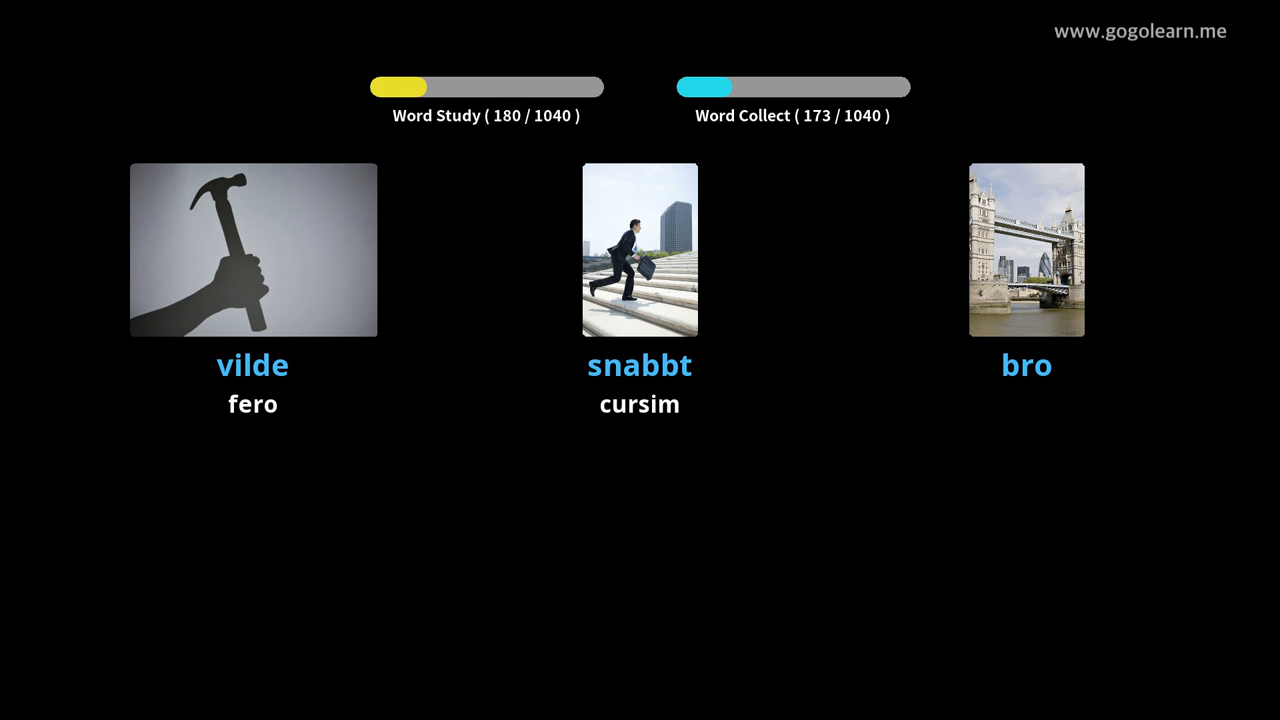 www.gogolearn.me
Word Study ( 180 / 1040 )
Word Collect ( 173 / 1040 )
vilde
fero
snabbt
cursim
bro